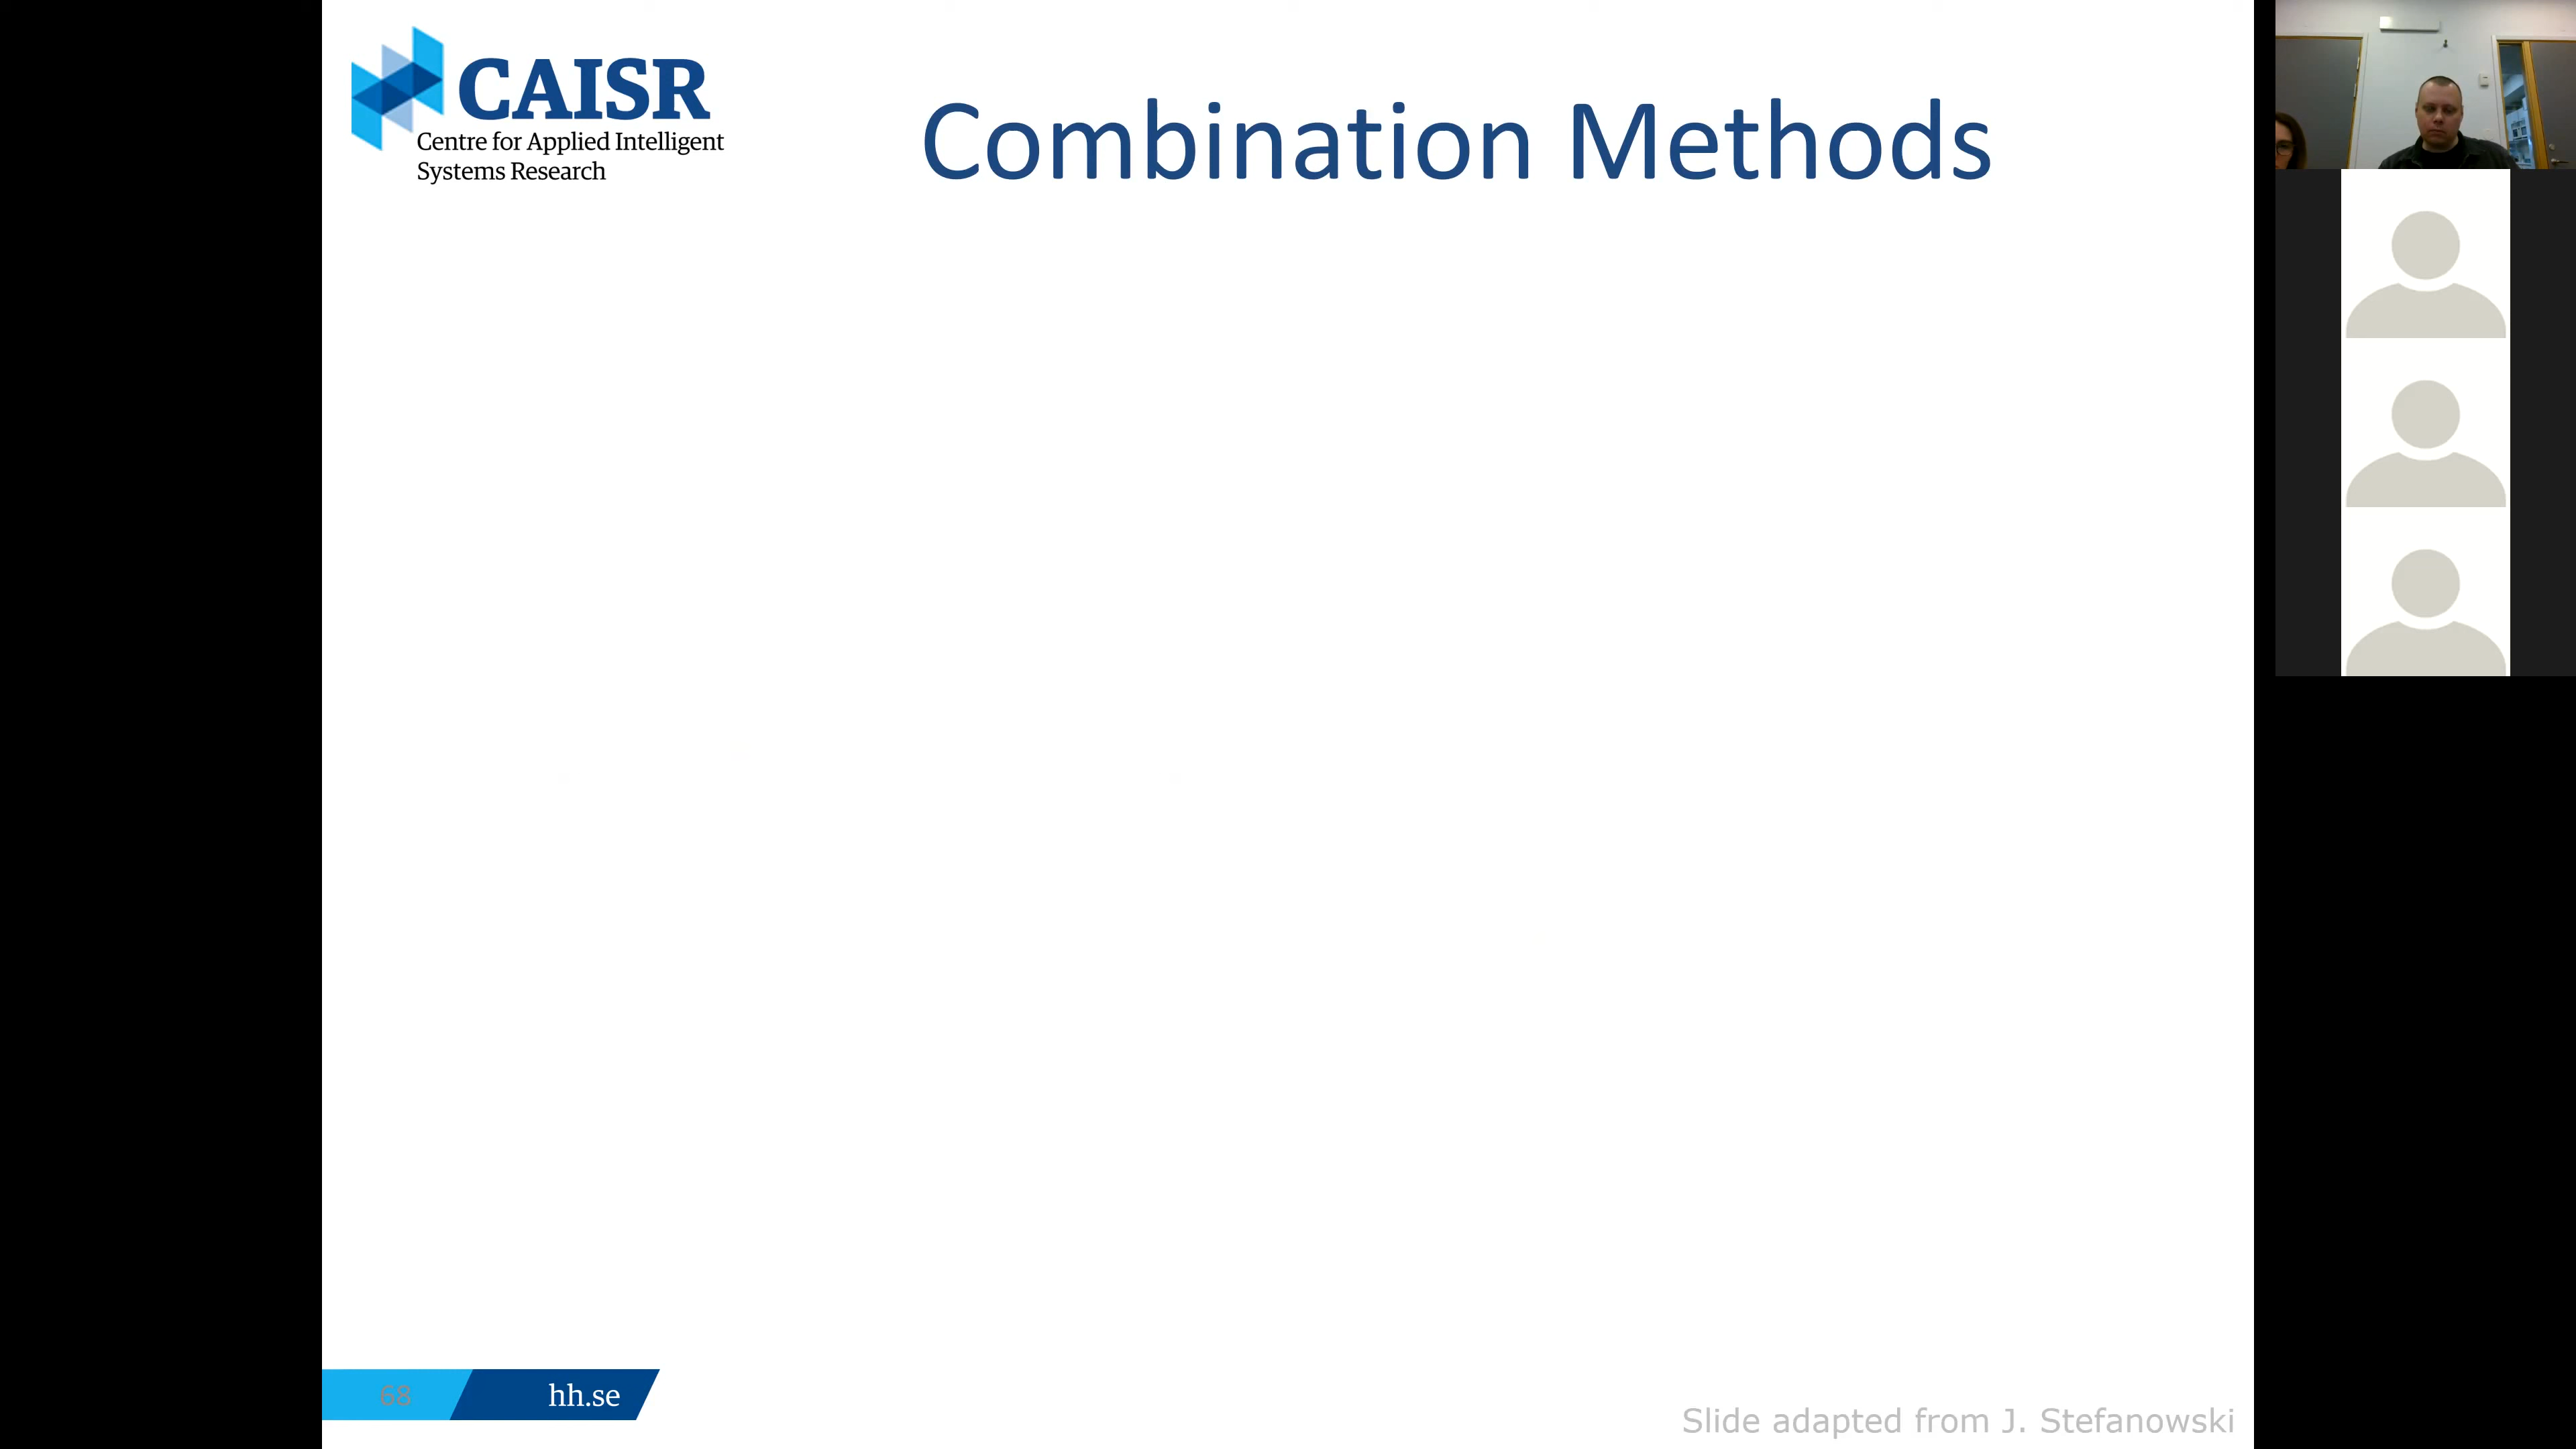 CAISR
Centre for Applied Intelligent
Systems Research
Combination Methods
68
hh.se
Slide adapted from J. Stefanowski